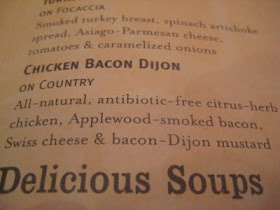 ON FOCACCIA
Smoked turkey breast, spinach artichoke
spread, Asiago-Parmesan cheese,
tomatoes & caramelized onions
CHICKEN BACON DIJON
ON COUNTRY
All-natural, antibiotic-free citrus-herb
chicken, Applewood-smoked bacon,
Swiss cheese & bacon-Dijon mustard
Delicious Soups